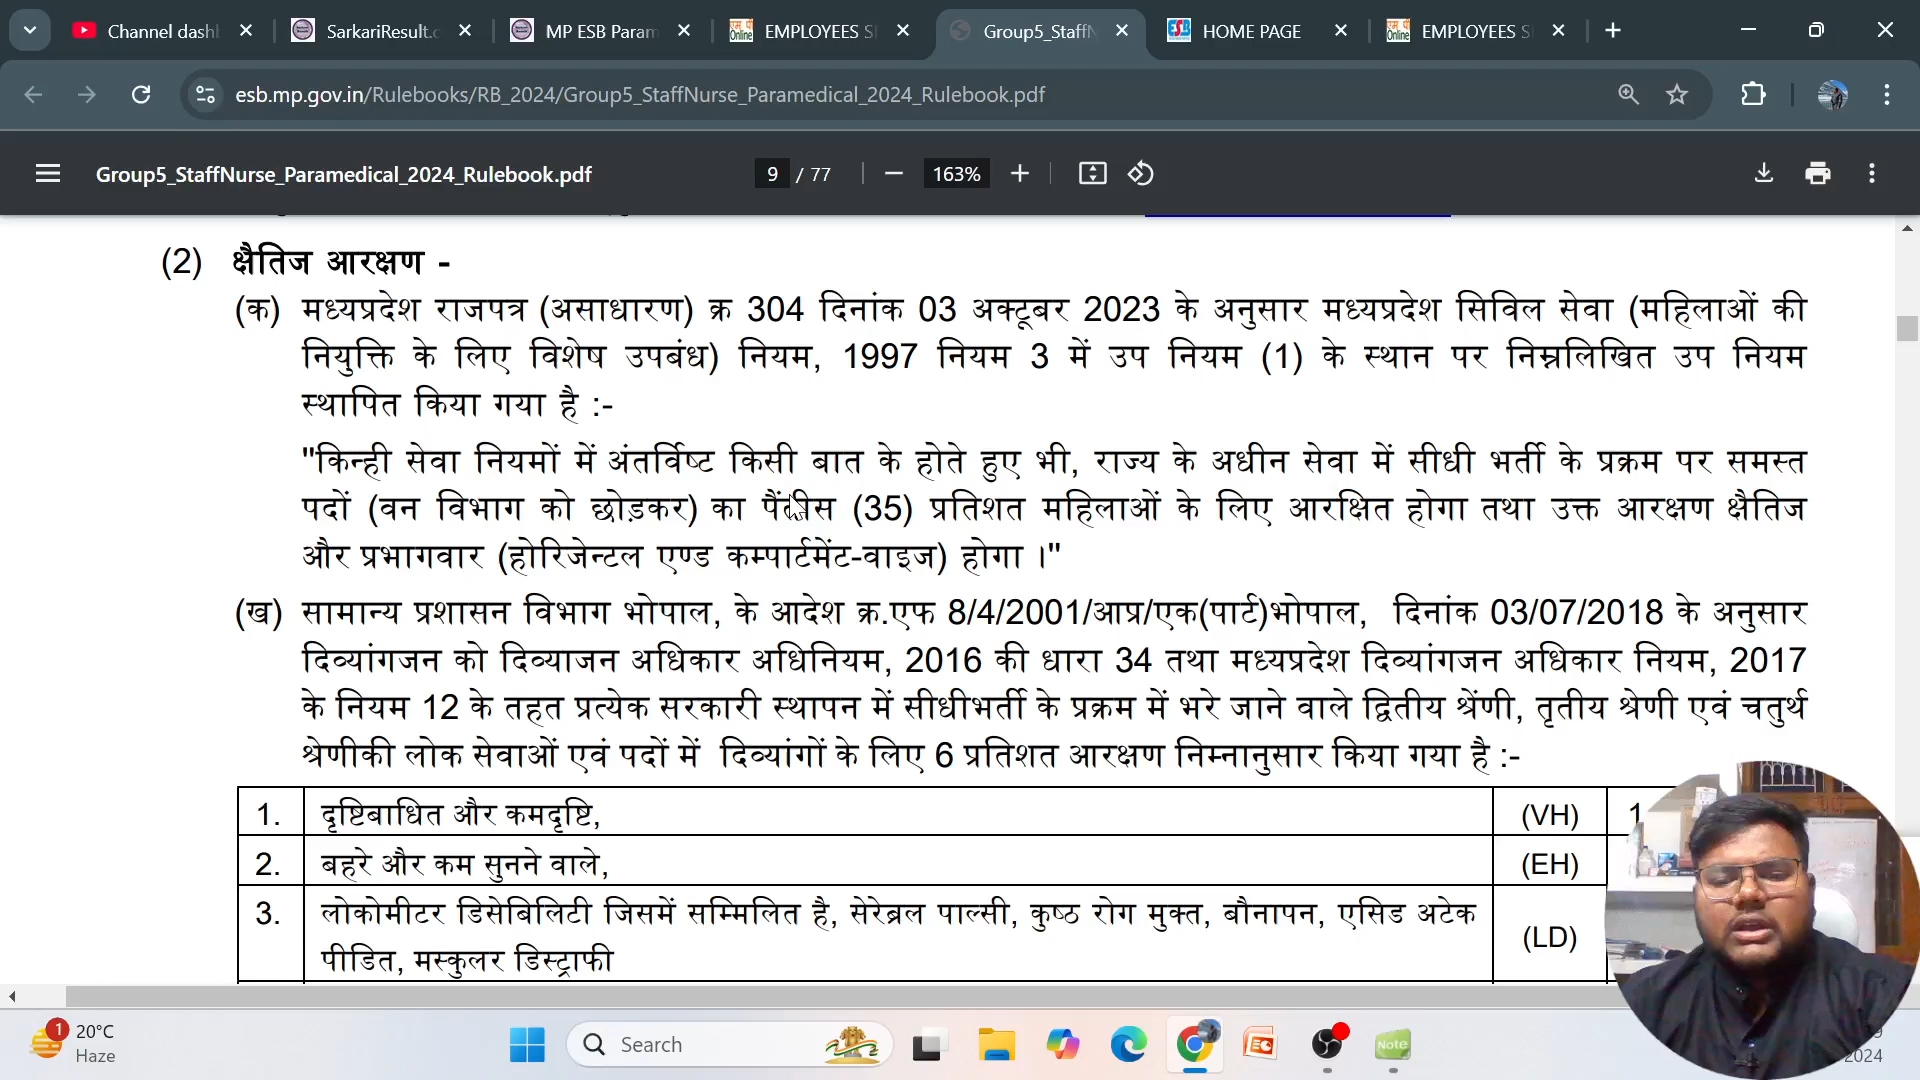 Channel dash
SarkariResult.c
MP ESB Param
EMPLOYEES S
Group5_StaffN
HOME PAGE
EMPLOYEES S
esb.mp.gov.in/Rulebooks/RB_2024/Group5_StaffNurse_Paramedical_2024_Rulebook.pdf
Group5_StaffNurse_Paramedical_2024_Rulebook.pdf
9 / 77
163%
(2) क्षैतिज आरक्षण -
(क) मध्यप्रदेश राजपत्र (असाधारण) क्र 304 दिनांक 03 अक्टूबर 2023 के अनुसार मध्यप्रदेश सिविल सेवा (महिलाओं की
नियुक्ति के लिए विशेष उपबंध) नियम, 1997 नियम 3 में उप नियम (1) के स्थान पर निम्नलिखित उप नियम
स्थापित किया गया है :-
"किन्ही सेवा नियमों में अंतर्विष्ट किसी बात के होते हुए भी, राज्य के अधीन सेवा में सीधी भर्ती के प्रक्रम पर समस्त
पदों (वन विभाग को छोड़कर) का पैंतीस (35) प्रतिशत महिलाओं के लिए आरक्षित होगा तथा उक्त आरक्षण क्षैतिज
और प्रभागवार (होरिजेन्टल एण्ड कम्पार्टमेंट-वाइज) होगा ।"
(ख) सामान्य प्रशासन विभाग भोपाल, के आदेश क्र.एफ 8/4/2001/आप्र/एक(पार्ट)भोपाल, दिनांक 03/07/2018 के अनुसार
दिव्यांगजन को दिव्याजन अधिकार अधिनियम, 2016 की धारा 34 तथा मध्यप्रदेश दिव्यांगजन अधिकार नियम, 2017
के नियम 12 के तहत प्रत्येक सरकारी स्थापन में सीधीभर्ती के प्रक्रम में भरे जाने वाले द्वितीय श्रेंणी, तृतीय श्रेणी एवं चतुर्थ
श्रेणीकी लोक सेवाओं एवं पदों में दिव्यांगों के लिए 6 प्रतिशत आरक्षण निम्नानुसार किया गया है :-
1. दृष्टिबाधित और कमदृष्टि, (VH) 1
2. बहरे और कम सुनने वाले, (EH)
3. लोकोमीटर डिसेबिलिटी जिसमें सम्मिलित है, सेरेब्रल पाल्सी, कुष्ठ रोग मुक्त, बौनापन, एसिड अटेक
पीडित, मस्कुलर डिस्ट्राफी (LD)
1
20°C
Haze
Search
Note
2024